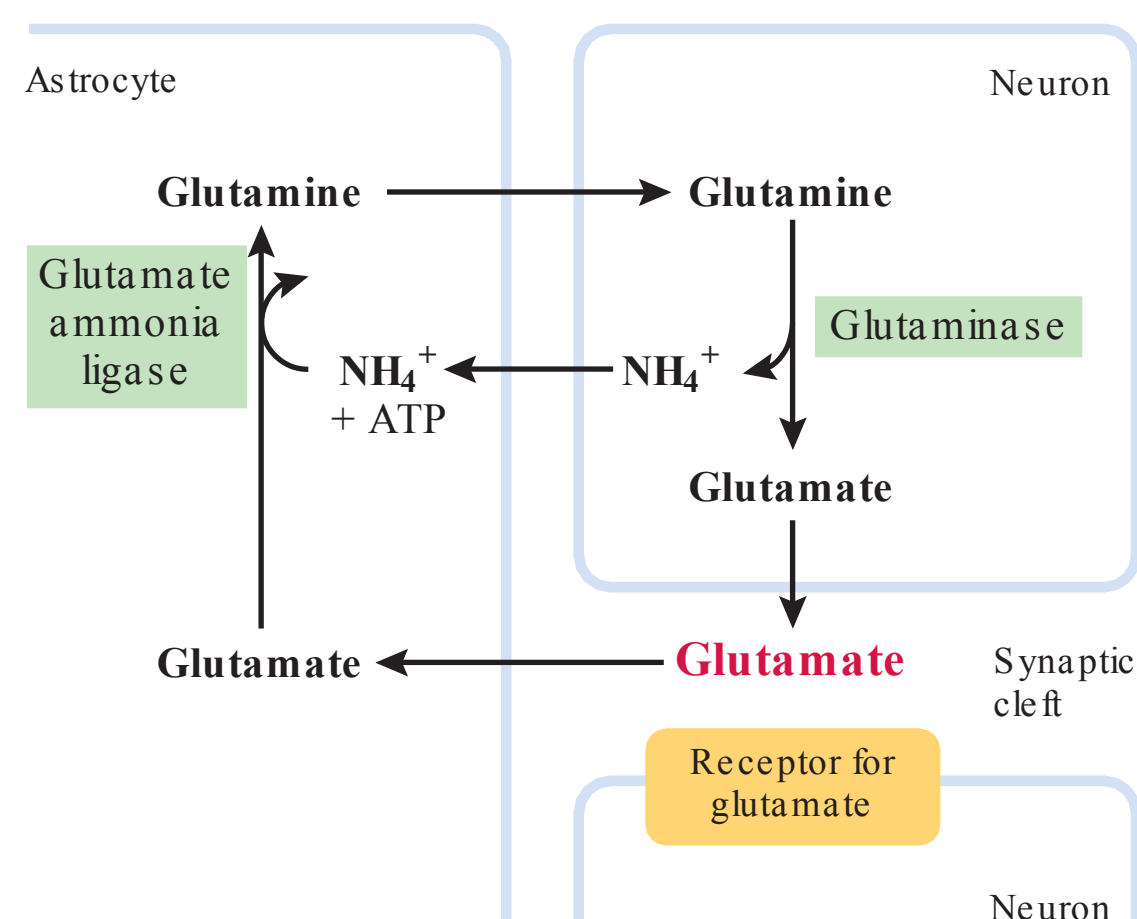 Astrocyte
Neuron
Glutamine
Glutamine
Glutamate
ammonia
ligase
Glutaminase
NH₄⁺
+ ATP
NH₄⁺
Glutamate
Glutamate
Glutamate
Synaptic
cleft
Receptor for
glutamate
Neuron